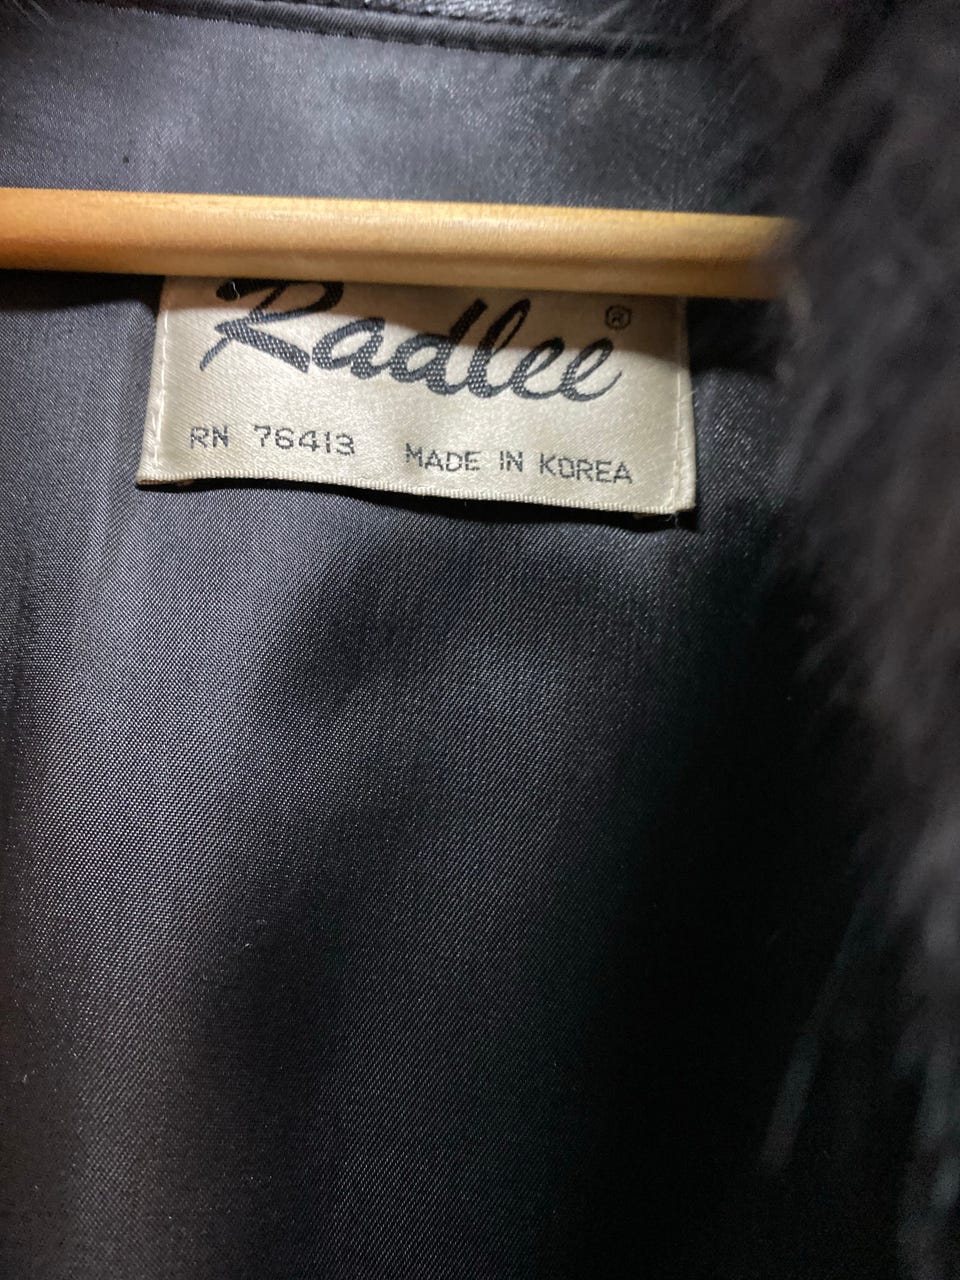 Radlee ®
RN 76413 MADE IN KOREA